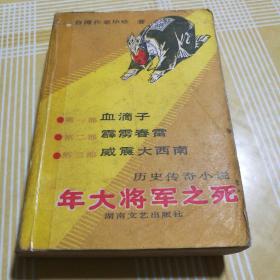 台湾作家毕珍 著
第一部 血滴子
第二部 霹雳春雷
第三部 威震大西南
历史传奇小说
年大将军之死
湖南文艺出版社